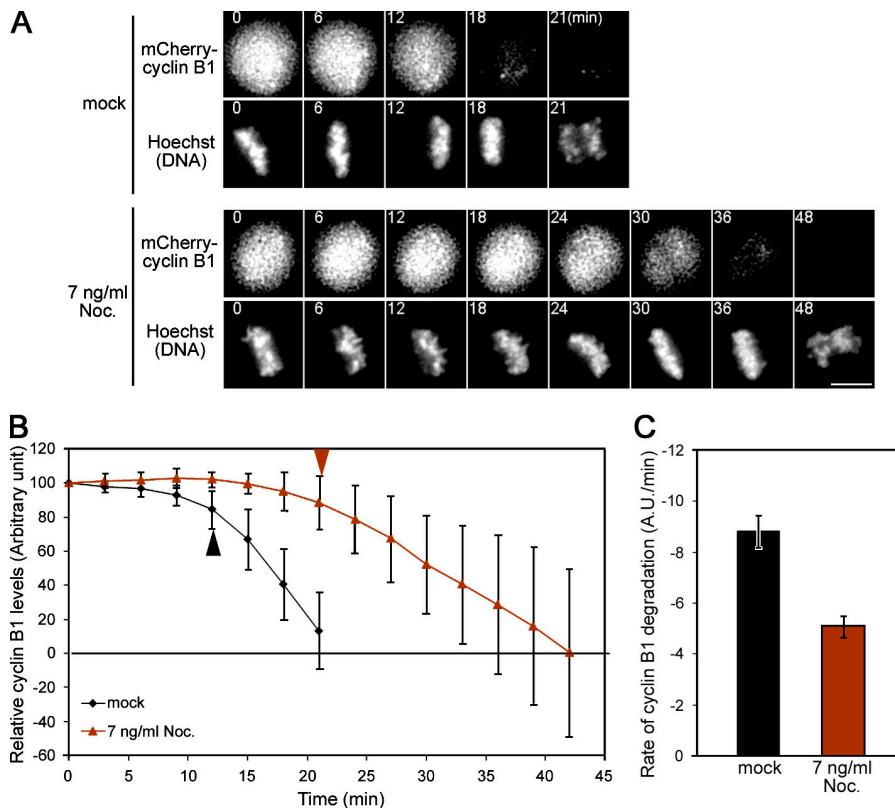 A
0 6 12 18 21(min)
mCherry-
cyclin B1
mock
0 6 12 18 21
Hoechst
(DNA)
0 6 12 18 24 30 36 48
mCherry-
cyclin B1
7 ng/ml
Noc.
0 6 12 18 24 30 36 48
Hoechst
(DNA)
B
Relative cyclin B1 levels (Arbitrary unit)
120
100
80
60
40
20
0
-20
-40
-60
mock
7 ng/ml Noc.
0 5 10 15 20 25 30 35 40 45
Time (min)
C
Rate of cyclin B1 degradation (A.U./min)
-12
-10
-8
-6
-4
-2
0
mock
7 ng/ml
Noc.